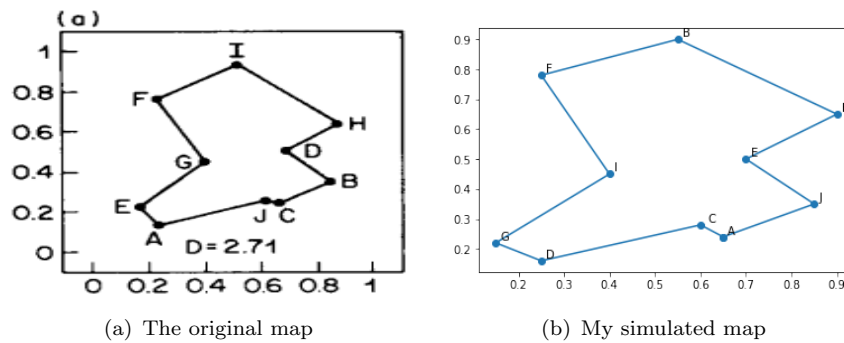 (a)
I
1
0.8
F
H
0.6
G
D
0.4
B
E
0.2
J C
A
D=2.71
0
0 0.2 0.4 0.6 0.8 1
(a) The original map
B
0.9
F
0.8
0.7
0.6
E
0.5
I
0.4
J
0.3
C
A
G
0.2
D
0.2 0.3 0.4 0.5 0.6 0.7 0.8 0.9
(b) My simulated map